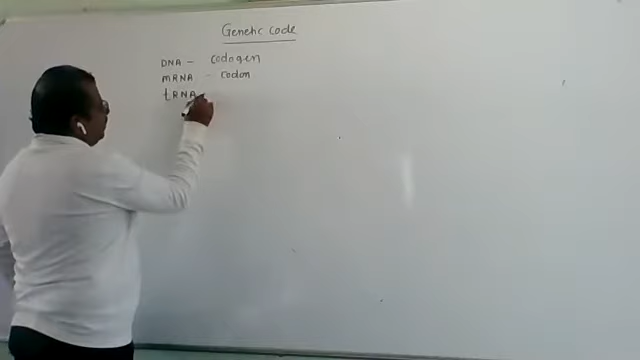 Genetic code
DNA - codogen
mRNA - codon
tRNA